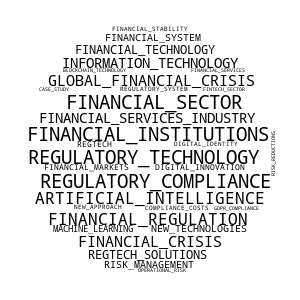 FINANCIAL_STABILITY
FINANCIAL_SYSTEM
FINANCIAL_TECHNOLOGY
INFORMATION_TECHNOLOGY
BLOCKCHAIN_TECHNOLOGY FINANCIAL_SERVICES
GLOBAL_FINANCIAL_CRISIS
CASE_STUDY REGULATORY_SYSTEM FINTECH_SECTOR
FINANCIAL_SECTOR
FINANCIAL_SERVICES_INDUSTRY
FINANCIAL_INSTITUTIONS
REGTECH DIGITAL_IDENTITY
RISK_REDUCTIONS
REGULATORY_TECHNOLOGY
FINANCIAL_MARKETS DIGITAL_INNOVATION
REGULATORY_COMPLIANCE
ARTIFICIAL_INTELLIGENCE
NEW_APPROACH COMPLIANCE_COSTS GDPR_COMPLIANCE
FINANCIAL_REGULATION
MACHINE_LEARNING NEW_TECHNOLOGIES
FINANCIAL_CRISIS
REGTECH_SOLUTIONS
RISK_MANAGEMENT
OPERATIONAL_RISK